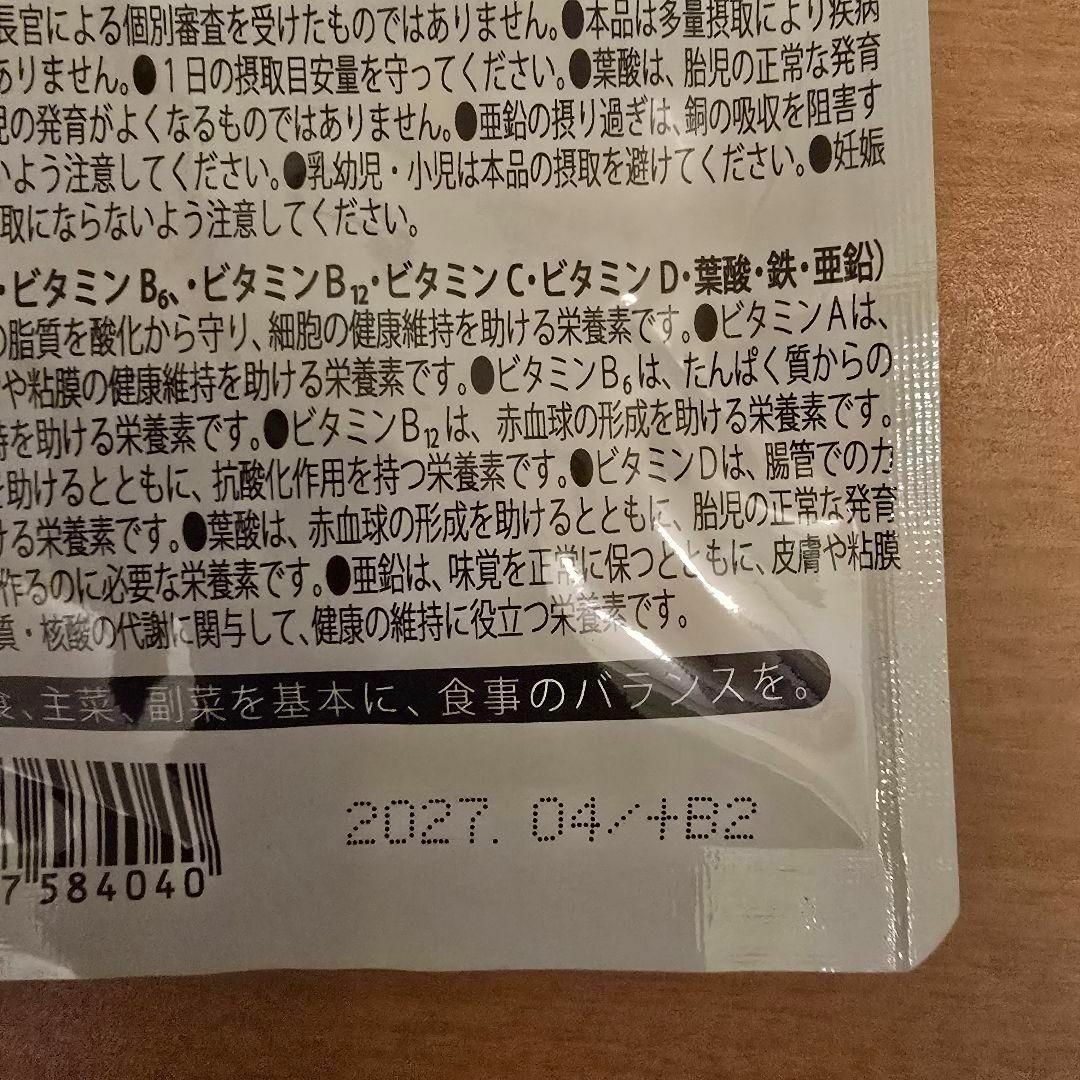 長官による個別審査を受けたものではありません。●本品は多量摂取により疾病
ありません。●1日の摂取目安量を守ってください。●葉酸は、胎児の正常な発育
児の発育がよくなるものではありません。●亜鉛の摂り過ぎは、銅の吸収を阻害す
いよう注意してください。●乳幼児・小児は本品の摂取を避けてください。●妊娠
取にならないよう注意してください。
・ビタミンB₆、・ビタミンB₁₂・ビタミンC・ビタミンD・葉酸・鉄・亜鉛）
の脂質を酸化から守り、細胞の健康維持を助ける栄養素です。●ビタミンAは、
や粘膜の健康維持を助ける栄養素です。●ビタミンB₆は、たんぱく質からの
持を助ける栄養素です。●ビタミンB₁₂は、赤血球の形成を助ける栄養素です。
を助けるとともに、抗酸化作用を持つ栄養素です。●ビタミンDは、腸管でのカ
ける栄養素です。●葉酸は、赤血球の形成を助けるとともに、胎児の正常な発育
作るのに必要な栄養素です。●亜鉛は、味覚を正常に保つとともに、皮膚や粘膜
質・核酸の代謝に関与して、健康の維持に役立つ栄養素です。
食、主菜、副菜を基本に、食事のバランスを。
2027. 04/+B2
7 584040